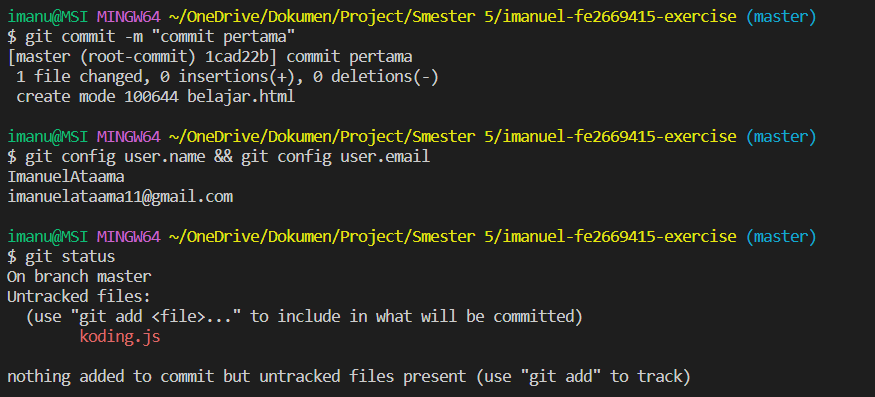 imanu@MSI MINGW64 ~/OneDrive/Dokumen/Project/Smester 5/imanuel-fe2669415-exercise (master)
$ git commit -m "commit pertama"
[master (root-commit) 1cad22b] commit pertama
 1 file changed, 0 insertions(+), 0 deletions(-)
 create mode 100644 belajar.html

imanu@MSI MINGW64 ~/OneDrive/Dokumen/Project/Smester 5/imanuel-fe2669415-exercise (master)
$ git config user.name && git config user.email
ImanuelAtaama
imanuelataama11@gmail.com

imanu@MSI MINGW64 ~/OneDrive/Dokumen/Project/Smester 5/imanuel-fe2669415-exercise (master)
$ git status
On branch master
Untracked files:
  (use "git add <file>..." to include in what will be committed)
        koding.js

nothing added to commit but untracked files present (use "git add" to track)